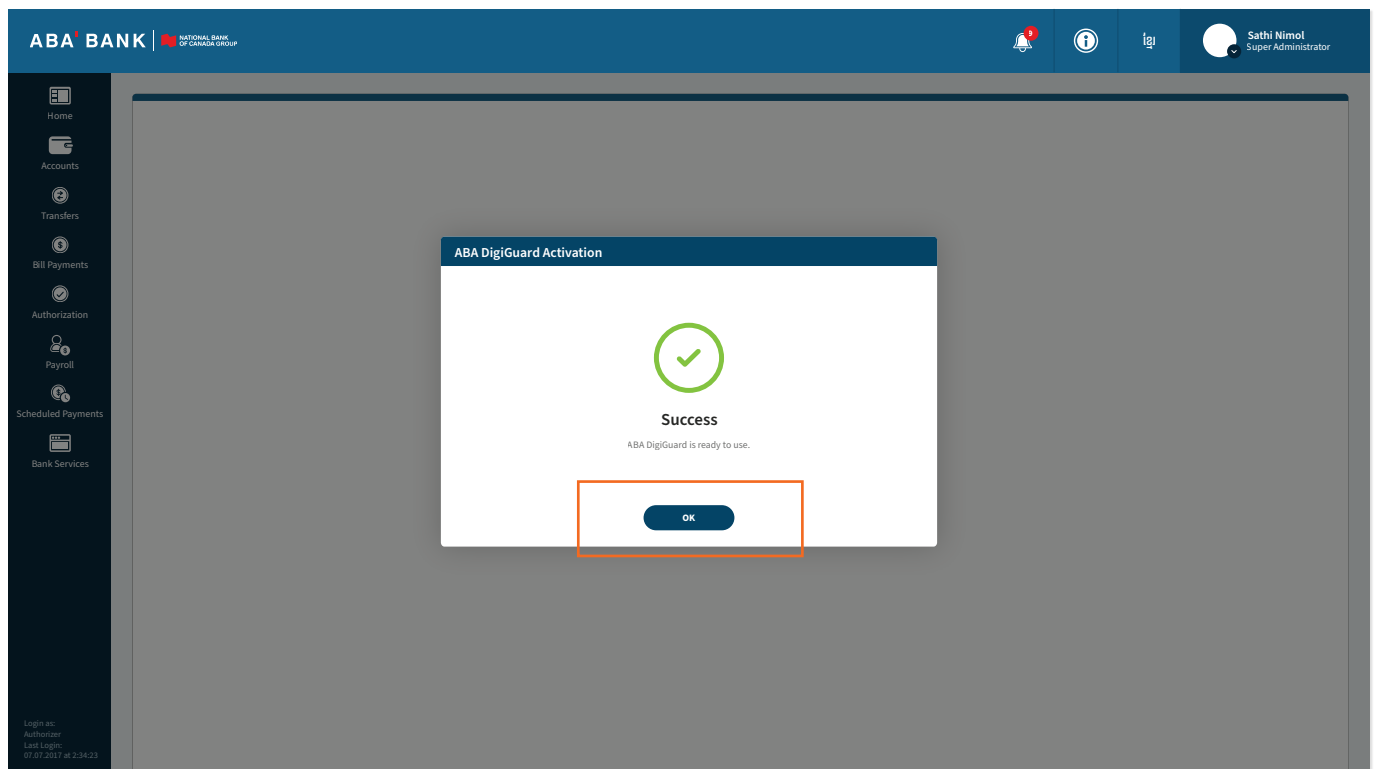 ABA' BANK
NATIONAL BANK
OF CANADA GROUP
9
ខ្មែរ
Sathi Nimol
Super Administrator
Home
Accounts
Transfers
Bill Payments
Authorization
Payroll
Scheduled Payments
Bank Services
ABA DigiGuard Activation
Success
ABA DigiGuard is ready to use.
OK
Login as:
Authorizer
Last Login:
07.07.2017 at 2:34:23